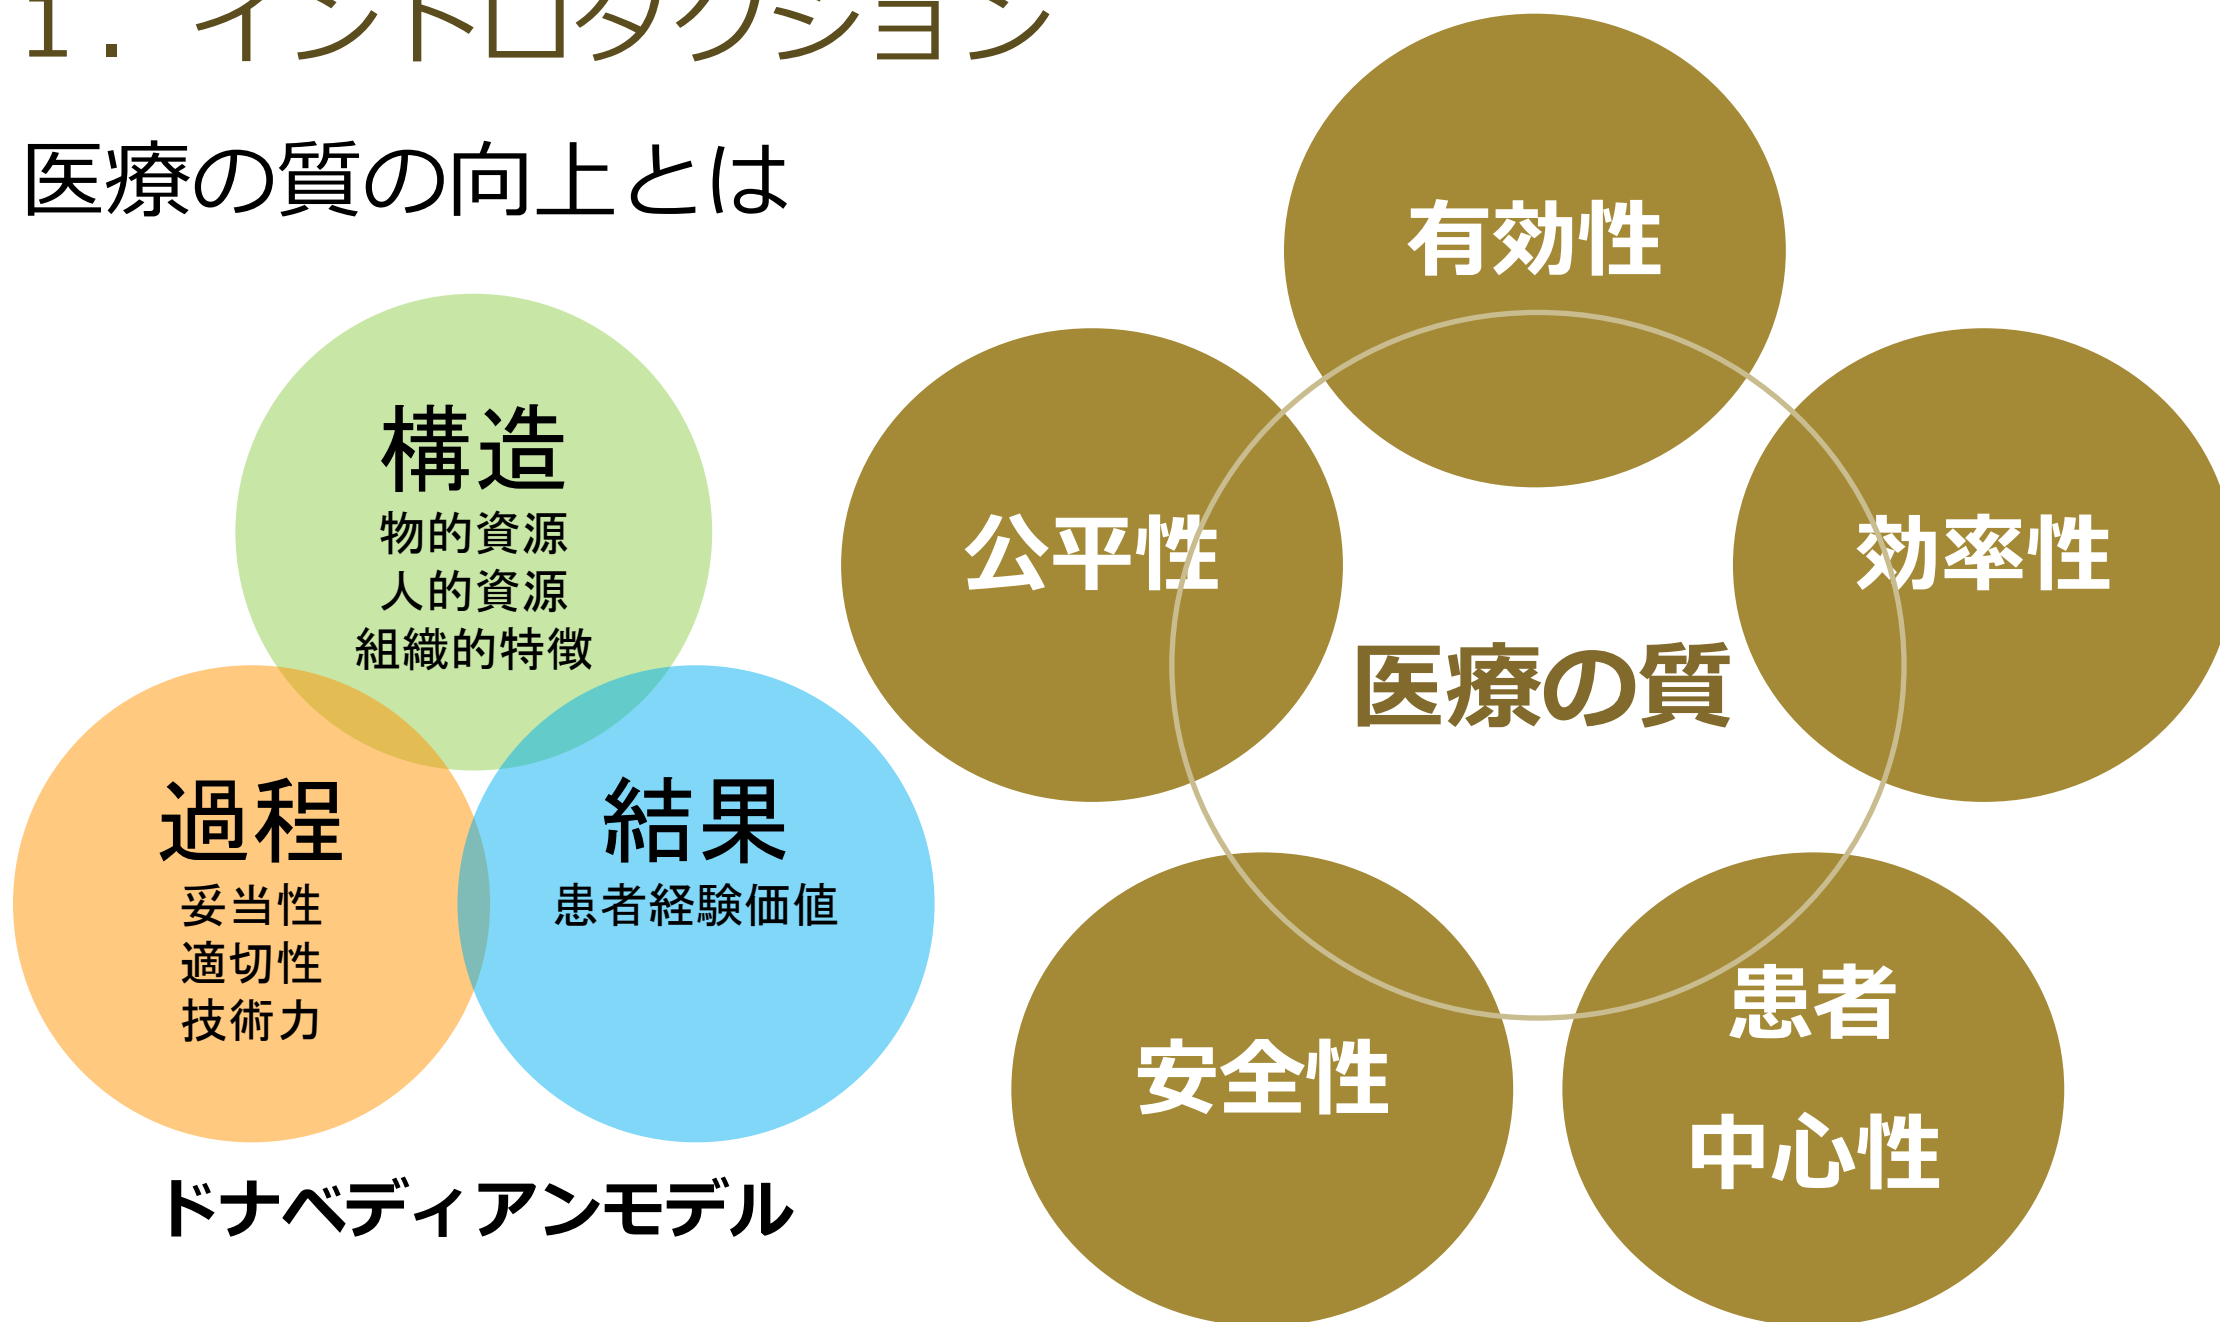 １．イントロダクション
医療の質の向上とは
構造
物的資源
人的資源
組織的特徴
過程
妥当性
適切性
技術力
結果
患者経験価値
ドナベディアンモデル
有効性
公平性
効率性
医療の質
安全性
患者
中心性